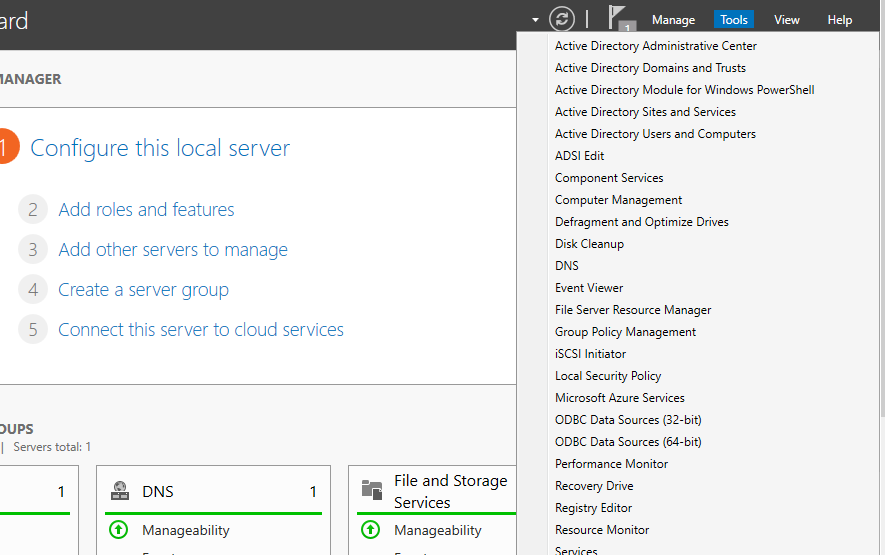 ard
1
Manage
Tools
View
Help
MANAGER
1
Configure this local server
2
Add roles and features
3
Add other servers to manage
4
Create a server group
5
Connect this server to cloud services
OUPS
| Servers total: 1
1
DNS
1
Manageability
File and Storage
Services
Manageability
Active Directory Administrative Center
Active Directory Domains and Trusts
Active Directory Module for Windows PowerShell
Active Directory Sites and Services
Active Directory Users and Computers
ADSI Edit
Component Services
Computer Management
Defragment and Optimize Drives
Disk Cleanup
DNS
Event Viewer
File Server Resource Manager
Group Policy Management
iSCSI Initiator
Local Security Policy
Microsoft Azure Services
ODBC Data Sources (32-bit)
ODBC Data Sources (64-bit)
Performance Monitor
Recovery Drive
Registry Editor
Resource Monitor
Services